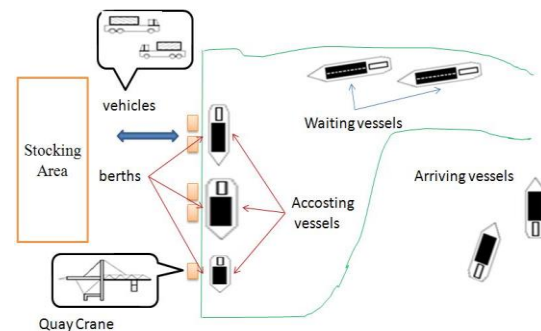 vehicles
Waiting vessels
Stocking
Area
berths
Accosting
vessels
Arriving vessels
Quay Crane